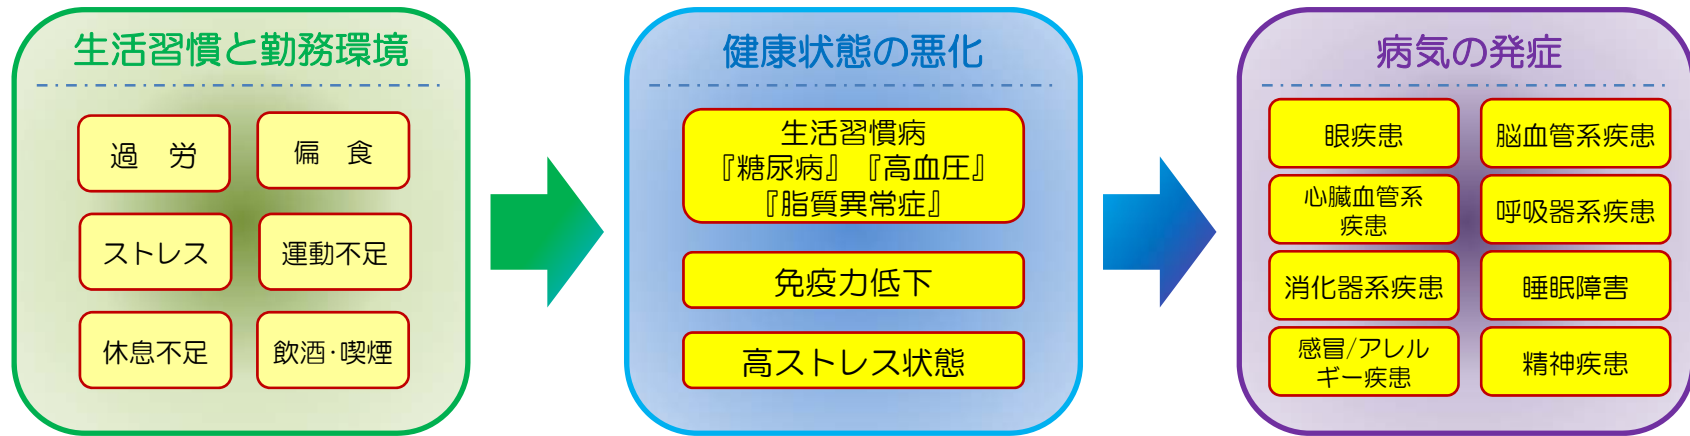 生活習慣と勤務環境
過 労
偏 食
ストレス
運動不足
休息不足
飲酒・喫煙
健康状態の悪化
生活習慣病
『糖尿病』『高血圧』
『脂質異常症』
免疫力低下
高ストレス状態
病気の発症
眼疾患
脳血管系疾患
心臓血管系
疾患
呼吸器系疾患
消化器系疾患
睡眠障害
感冒/アレル
ギー疾患
精神疾患